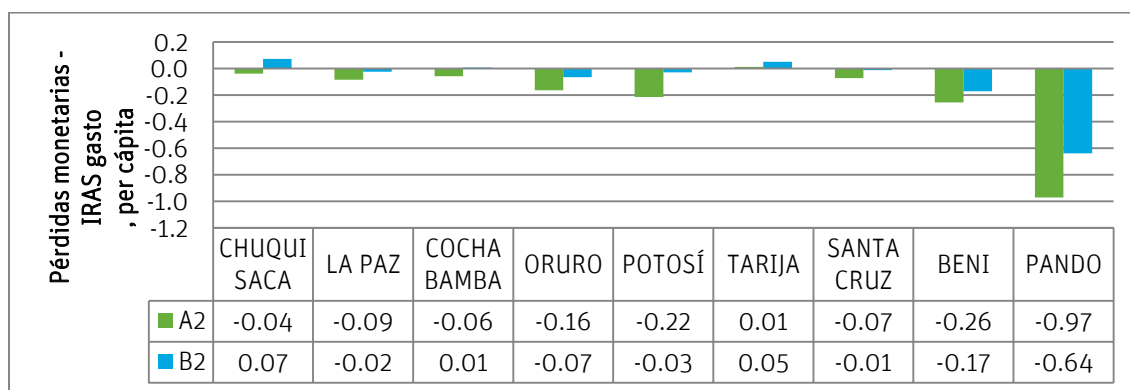 Pérdidas monetarias -
IRAS gasto
, per cápita
0.2
0.0
-0.2
-0.4
-0.6
-0.8
-1.0
-1.2
CHUQUI
SACA
LA PAZ
COCHA
BAMBA
ORURO
POTOSÍ
TARIJA
SANTA
CRUZ
BENI
PANDO
A2 -0.04 -0.09 -0.06 -0.16 -0.22 0.01 -0.07 -0.26 -0.97
B2 0.07 -0.02 0.01 -0.07 -0.03 0.05 -0.01 -0.17 -0.64